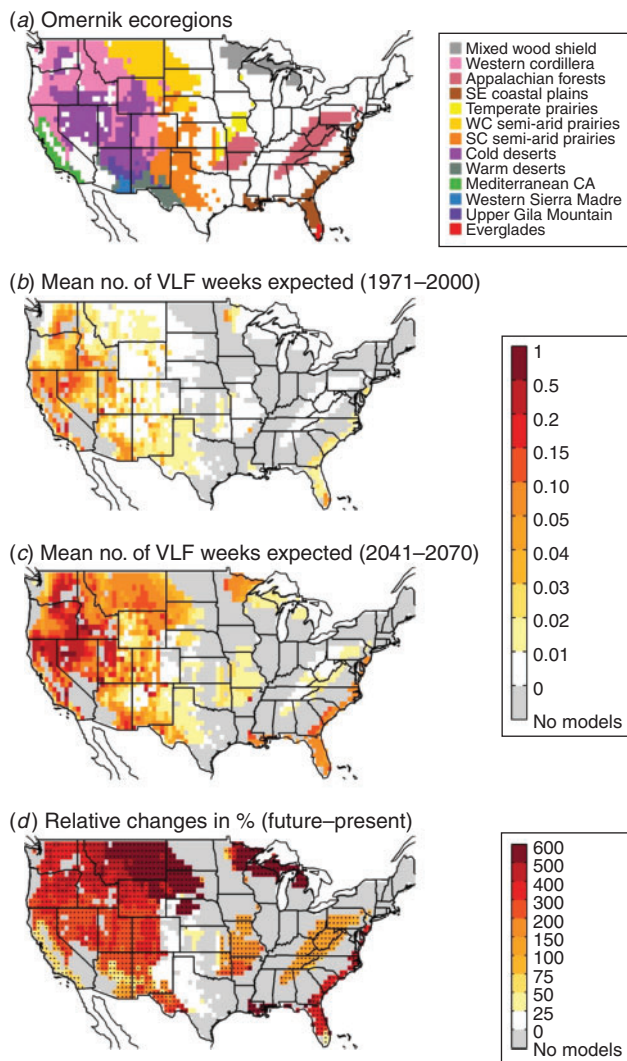 (a) Omernik ecoregions
Mixed wood shield
Western cordillera
Appalachian forests
SE coastal plains
Temperate prairies
WC semi-arid prairies
SC semi-arid prairies
Cold deserts
Warm deserts
Mediterranean CA
Western Sierra Madre
Upper Gila Mountain
Everglades
(b) Mean no. of VLF weeks expected (1971–2000)
1
0.5
0.2
0.15
0.10
0.05
0.04
0.03
0.02
0.01
0
No models
(c) Mean no. of VLF weeks expected (2041–2070)
(d) Relative changes in % (future–present)
600
500
400
300
200
150
100
75
50
25
0
No models